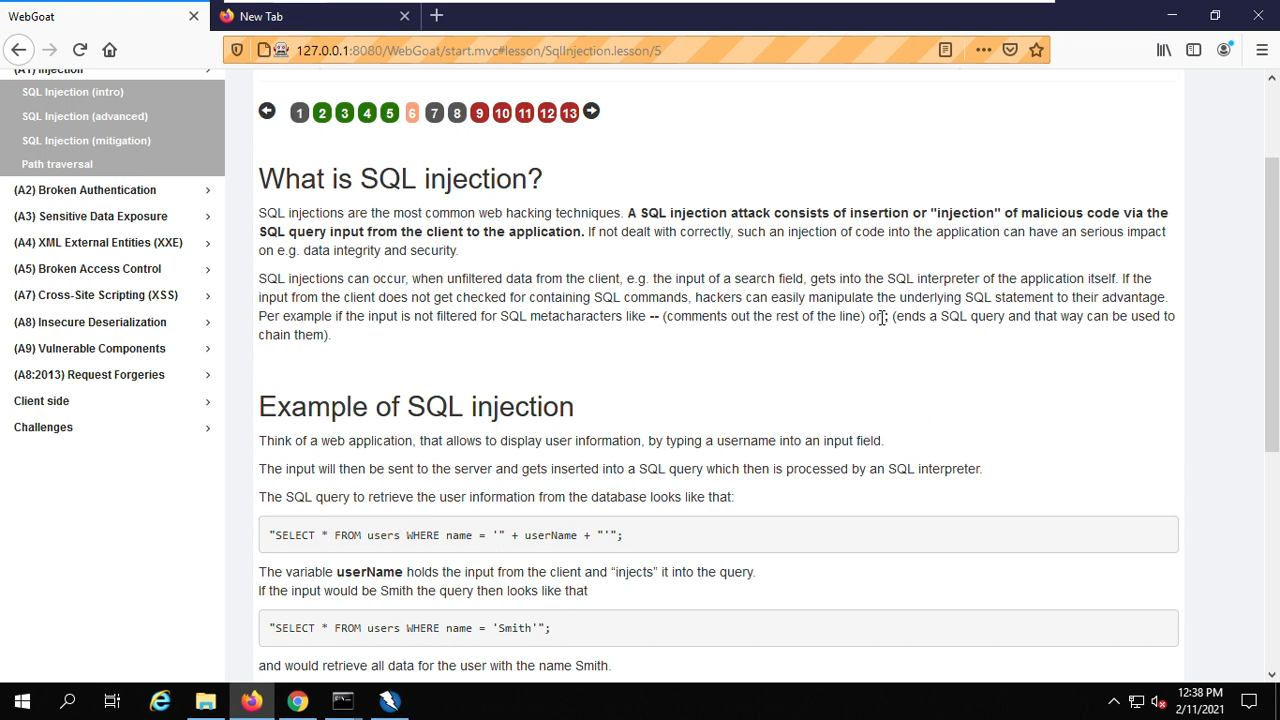 WebGoat
New Tab
127.0.0.1:8080/WebGoat/start.mvc#lesson/SqlInjection.lesson/5
(A1) Injection
SQL Injection (intro)
SQL Injection (advanced)
SQL Injection (mitigation)
Path traversal
(A2) Broken Authentication
(A3) Sensitive Data Exposure
(A4) XML External Entities (XXE)
(A5) Broken Access Control
(A7) Cross-Site Scripting (XSS)
(A8) Insecure Deserialization
(A9) Vulnerable Components
(A8:2013) Request Forgeries
Client side
Challenges
1 2 3 4 5 6 7 8 9 10 11 12 13
What is SQL injection?
SQL injections are the most common web hacking techniques. A SQL injection attack consists of insertion or "injection" of malicious code via the
SQL query input from the client to the application. If not dealt with correctly, such an injection of code into the application can have an serious impact
on e.g. data integrity and security.
SQL injections can occur, when unfiltered data from the client, e.g. the input of a search field, gets into the SQL interpreter of the application itself. If the
input from the client does not get checked for containing SQL commands, hackers can easily manipulate the underlying SQL statement to their advantage.
Per example if the input is not filtered for SQL metacharacters like -- (comments out the rest of the line) or ; (ends a SQL query and that way can be used to
chain them).
Example of SQL injection
Think of a web application, that allows to display user information, by typing a username into an input field.
The input will then be sent to the server and gets inserted into a SQL query which then is processed by an SQL interpreter.
The SQL query to retrieve the user information from the database looks like that:
"SELECT * FROM users WHERE name = '" + userName + "'";
The variable userName holds the input from the client and “injects” it into the query.
If the input would be Smith the query then looks like that
"SELECT * FROM users WHERE name = 'Smith'";
and would retrieve all data for the user with the name Smith.
12:38 PM
2/11/2021